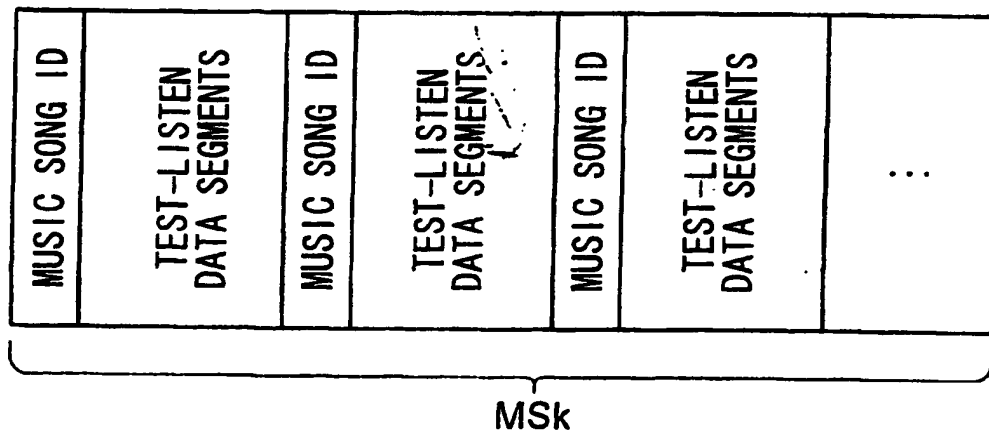 MUSIC SONG ID
TEST-LISTEN
DATA SEGMENTS
MUSIC SONG ID
TEST-LISTEN
DATA SEGMENTS
MUSIC SONG ID
TEST-LISTEN
DATA SEGMENTS
...
MSk